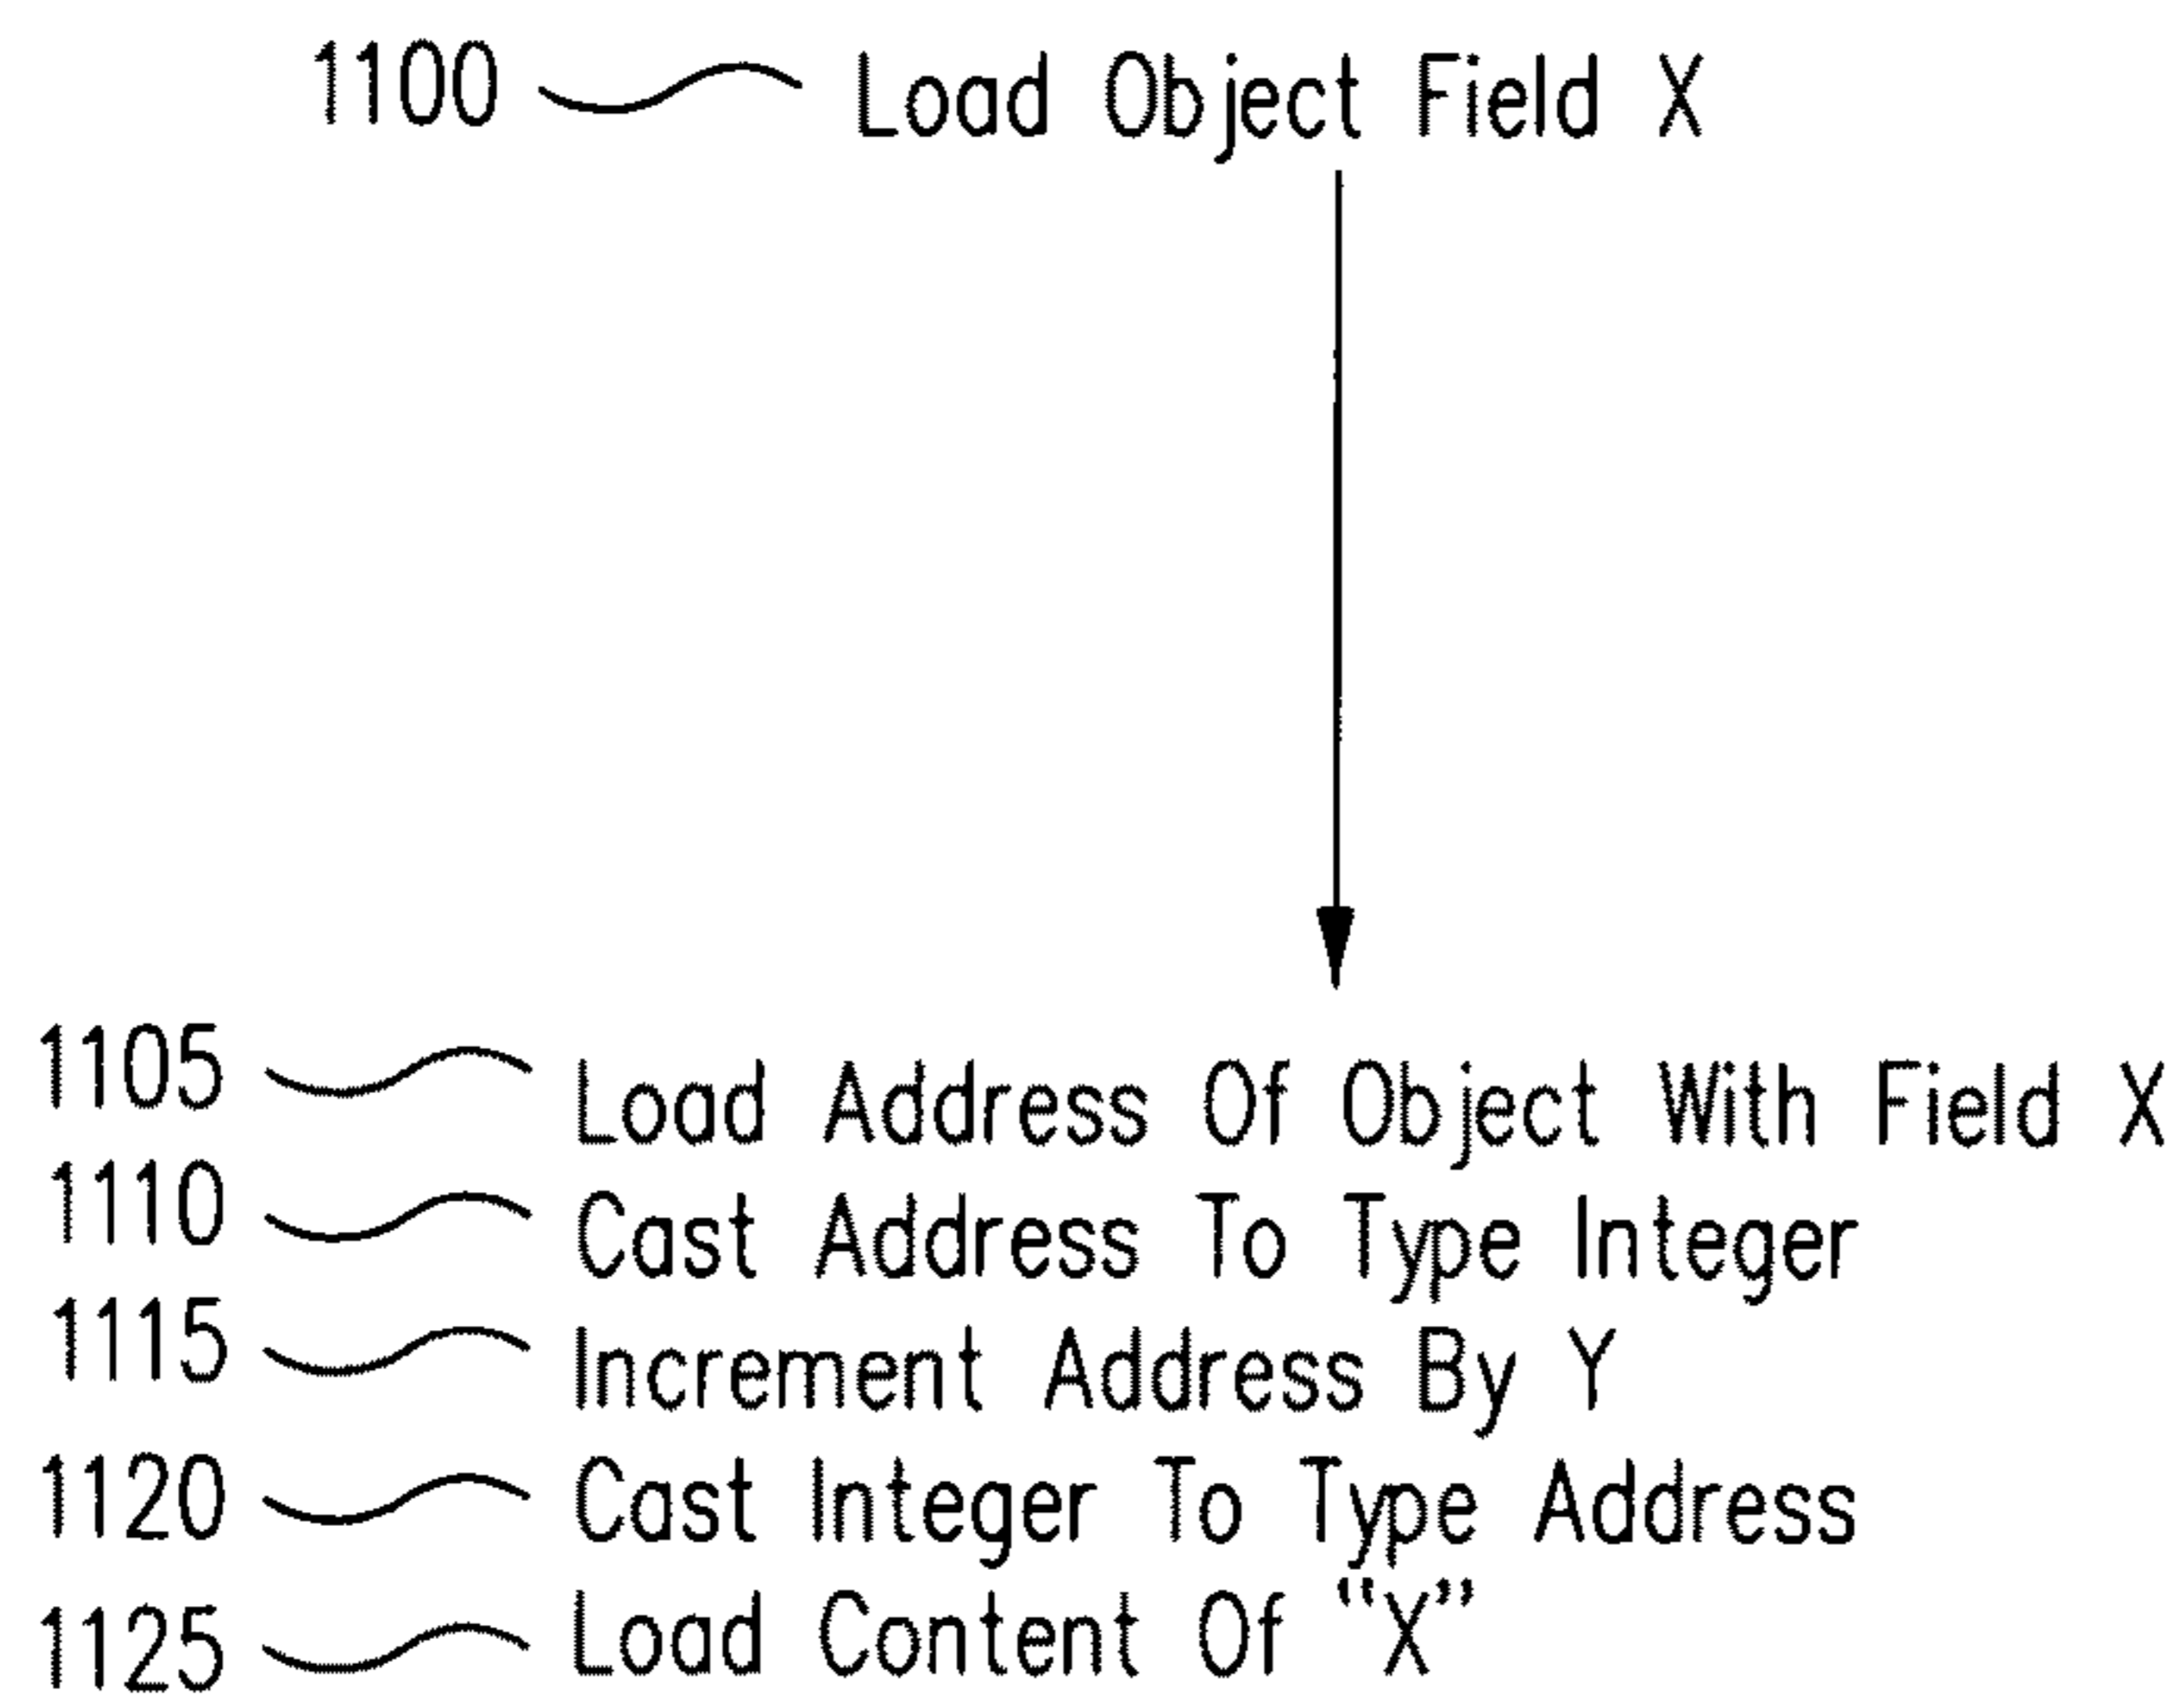 1100 Load Object Field X
1105 Load Address Of Object With Field X
1110 Cast Address To Type Integer
1115 Increment Address By Y
1120 Cast Integer To Type Address
1125 Load Content Of “X”